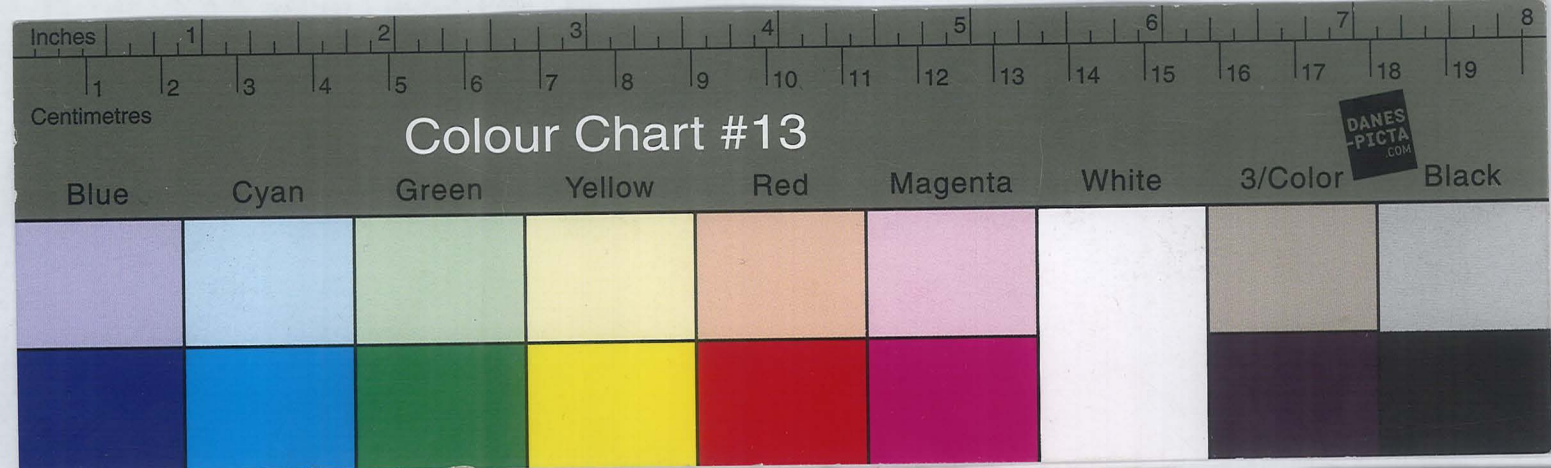 Inches 1 2 3 4 5 6 7 8
1 2 3 4 5 6 7 8 9 10 11 12 13 14 15 16 17 18 19
Centimetres
Colour Chart #13
DANES
-PICTA
.COM
Blue Cyan Green Yellow Red Magenta White 3/Color Black